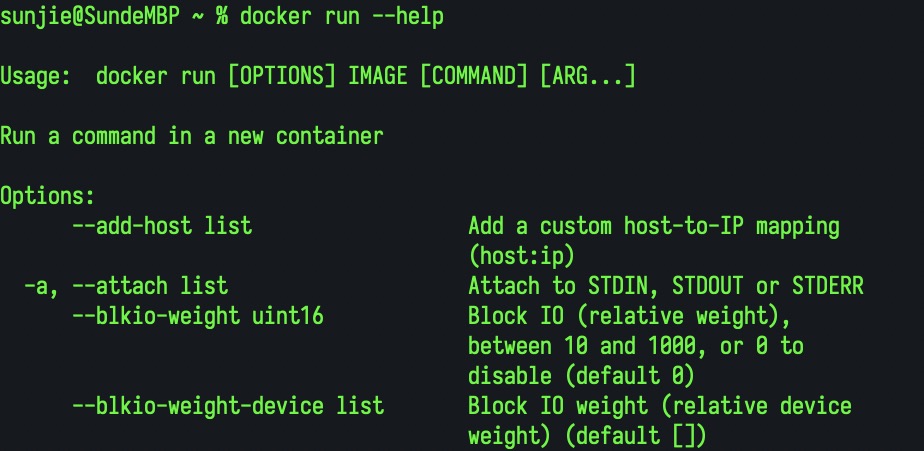 sunjie@SundeMBP ~ % docker run --help
Usage:  docker run [OPTIONS] IMAGE [COMMAND] [ARG...]
Run a command in a new container
Options:
      --add-host list                  Add a custom host-to-IP mapping
                                       (host:ip)
  -a, --attach list                    Attach to STDIN, STDOUT or STDERR
      --blkio-weight uint16            Block IO (relative weight),
                                       between 10 and 1000, or 0 to
                                       disable (default 0)
      --blkio-weight-device list       Block IO weight (relative device
                                       weight) (default [])